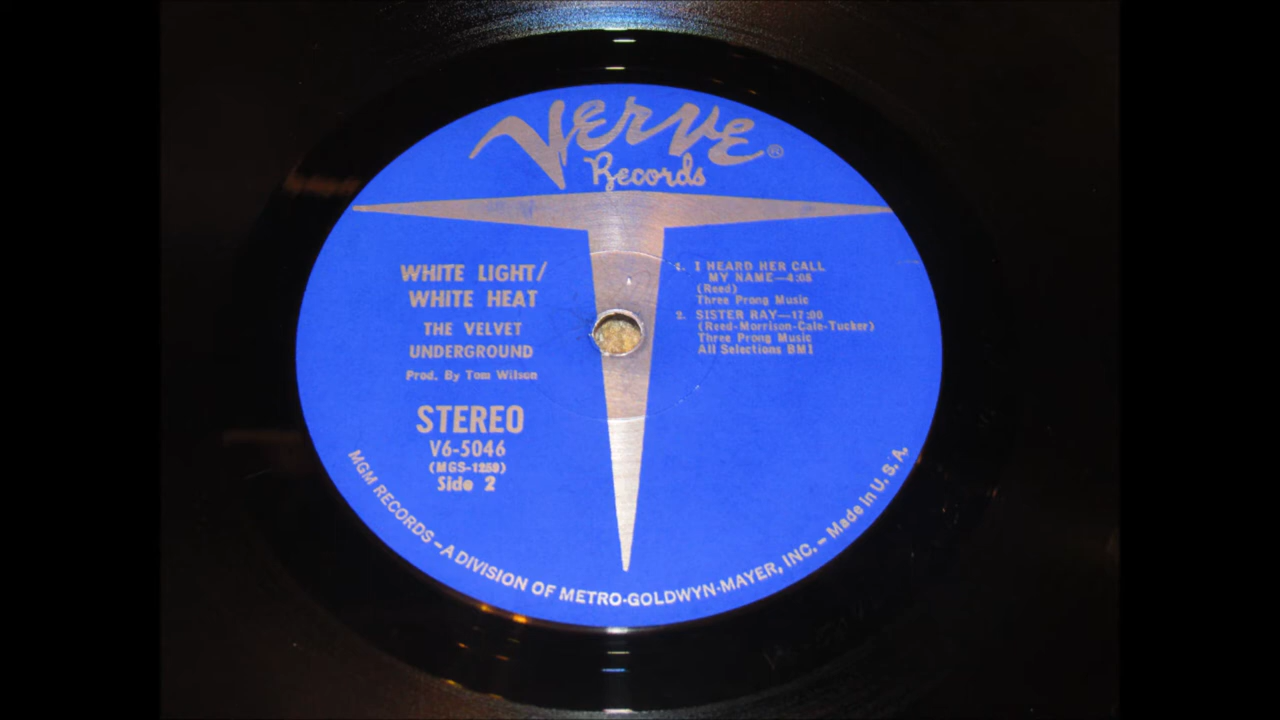 VERVE ®
Records
WHITE LIGHT/
WHITE HEAT
THE VELVET
UNDERGROUND
Prod. By Tom Wilson
STEREO
V6-5046
(MGS-1259)
Side 2
1. I HEARD HER CALL
MY NAME—4:08
(Reed)
Three Prong Music
2. SISTER RAY—17:00
(Reed-Morrison-Cale-Tucker)
Three Prong Music
All Selections BMI
MGM RECORDS – A DIVISION OF METRO-GOLDWYN-MAYER, INC. – Made in U. S. A.